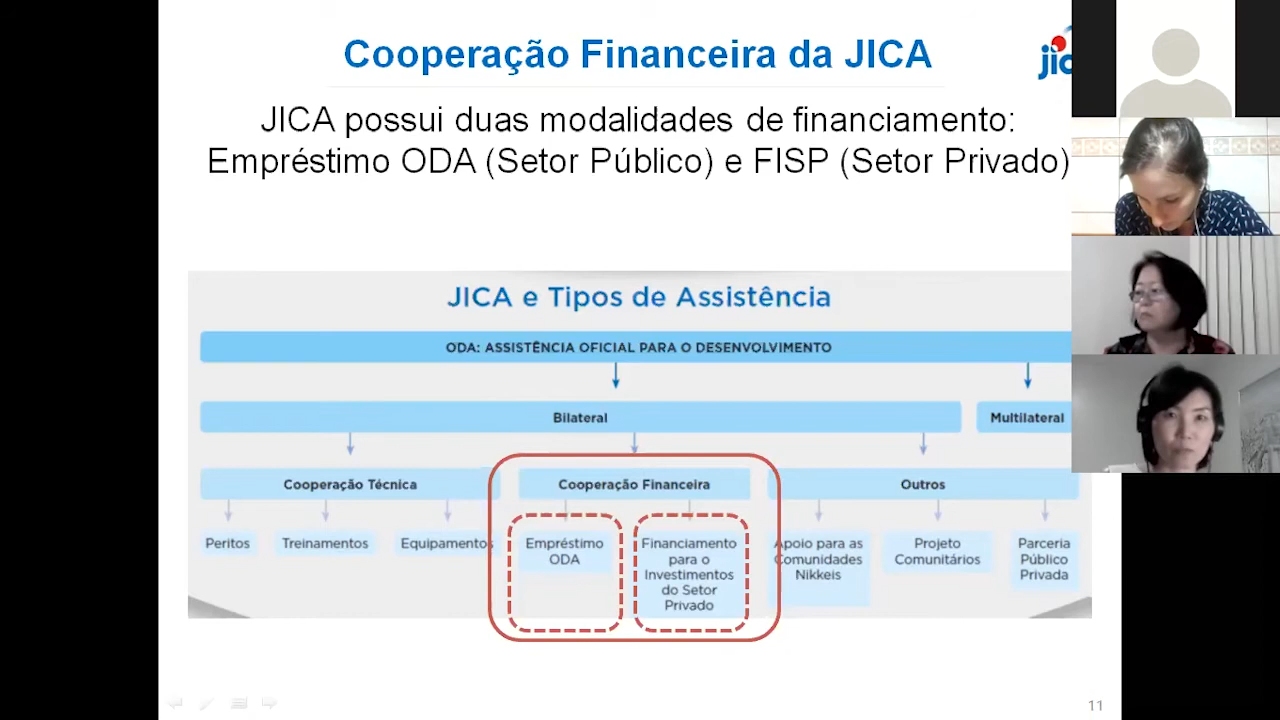 Cooperação Financeira da JICA
JICA possui duas modalidades de financiamento:
Empréstimo ODA (Setor Público) e FISP (Setor Privado)
JICA e Tipos de Assistência
ODA: ASSISTÊNCIA OFICIAL PARA O DESENVOLVIMENTO
Bilateral
Multilateral
Cooperação Técnica
Cooperação Financeira
Outros
Peritos
Treinamentos
Equipamentos
Empréstimo
ODA
Financiamento
para o
Investimentos
do Setor
Privado
Apoio para as
Comunidades
Nikkeis
Projeto
Comunitários
Parceria
Público
Privada
11